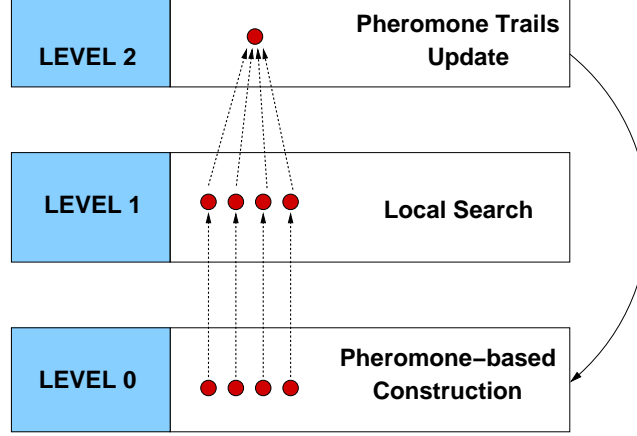 LEVEL 2
Pheromone Trails
Update
LEVEL 1
Local Search
LEVEL 0
Pheromone−based
Construction